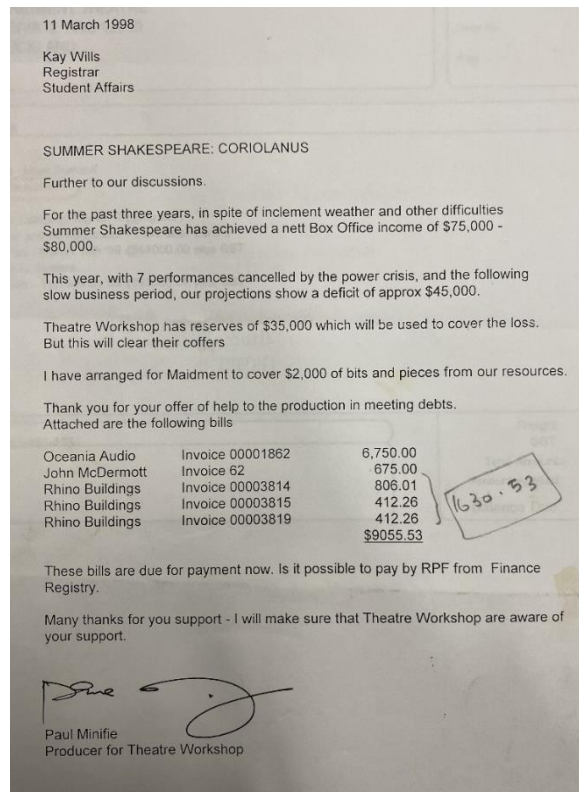 11 March 1998
Kay Wills
Registrar
Student Affairs
SUMMER SHAKESPEARE: CORIOLANUS
Further to our discussions.
For the past three years, in spite of inclement weather and other difficulties
Summer Shakespeare has achieved a nett Box Office income of $75,000 -
$80,000.
This year, with 7 performances cancelled by the power crisis, and the following
slow business period, our projections show a deficit of approx $45,000.
Theatre Workshop has reserves of $35,000 which will be used to cover the loss.
But this will clear their coffers
I have arranged for Maidment to cover $2,000 of bits and pieces from our resources.
Thank you for your offer of help to the production in meeting debts.
Attached are the following bills
Oceania Audio Invoice 00001862 6,750.00
John McDermott Invoice 62 675.00
Rhino Buildings Invoice 00003814 806.01
Rhino Buildings Invoice 00003815 412.26
Rhino Buildings Invoice 00003819 412.26
$9055.53
1630.53
These bills are due for payment now. Is it possible to pay by RPF from Finance
Registry.
Many thanks for you support - I will make sure that Theatre Workshop are aware of
your support.
Paul Minifie
Producer for Theatre Workshop